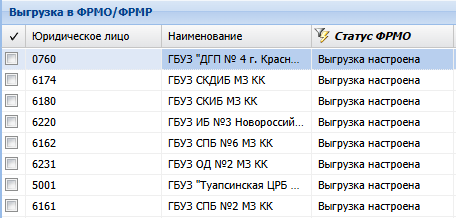 Выгрузка в ФРМО/ФРМР
✓ Юридическое лицо Наименование Статус ФРМО
0760 ГБУЗ "ДГП № 4 г. Красн... Выгрузка настроена
6174 ГБУЗ СКДИБ МЗ КК Выгрузка настроена
6180 ГБУЗ СКИБ МЗ КК Выгрузка настроена
6220 ГБУЗ ИБ №3 Новороссий... Выгрузка настроена
6162 ГБУЗ СПБ №6 МЗ КК Выгрузка настроена
6231 ГБУЗ ОД №2 МЗ КК Выгрузка настроена
5001 ГБУЗ "Туапсинская ЦРБ ... Выгрузка настроена
6161 ГБУЗ СПБ №2 МЗ КК Выгрузка настроена